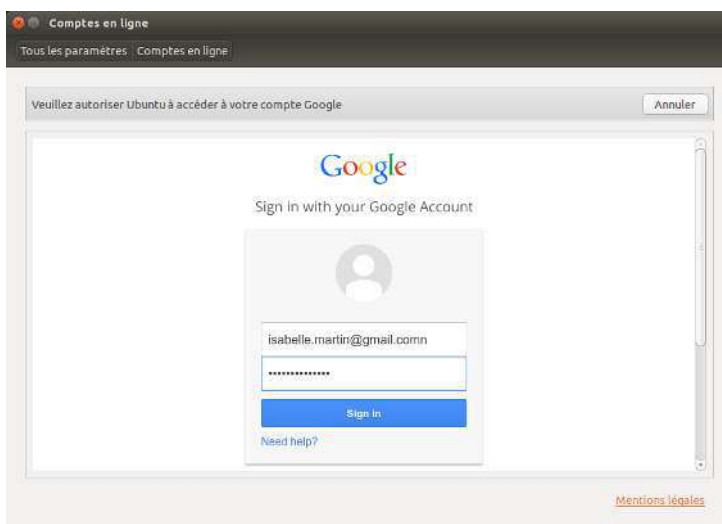 Comptes en ligne
Tous les paramètres Comptes en ligne
Veuillez autoriser Ubuntu à accéder à votre compte Google Annuler
Google
Sign in with your Google Account
isabelle.martin@gmail.comn
••••••••••••••
Sign in
Need help?
Mentions légales